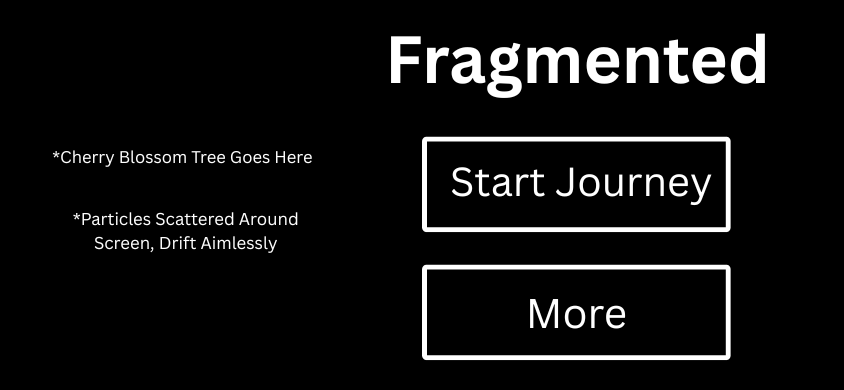 Fragmented
*Cherry Blossom Tree Goes Here
*Particles Scattered Around
Screen, Drift Aimlessly
Start Journey
More